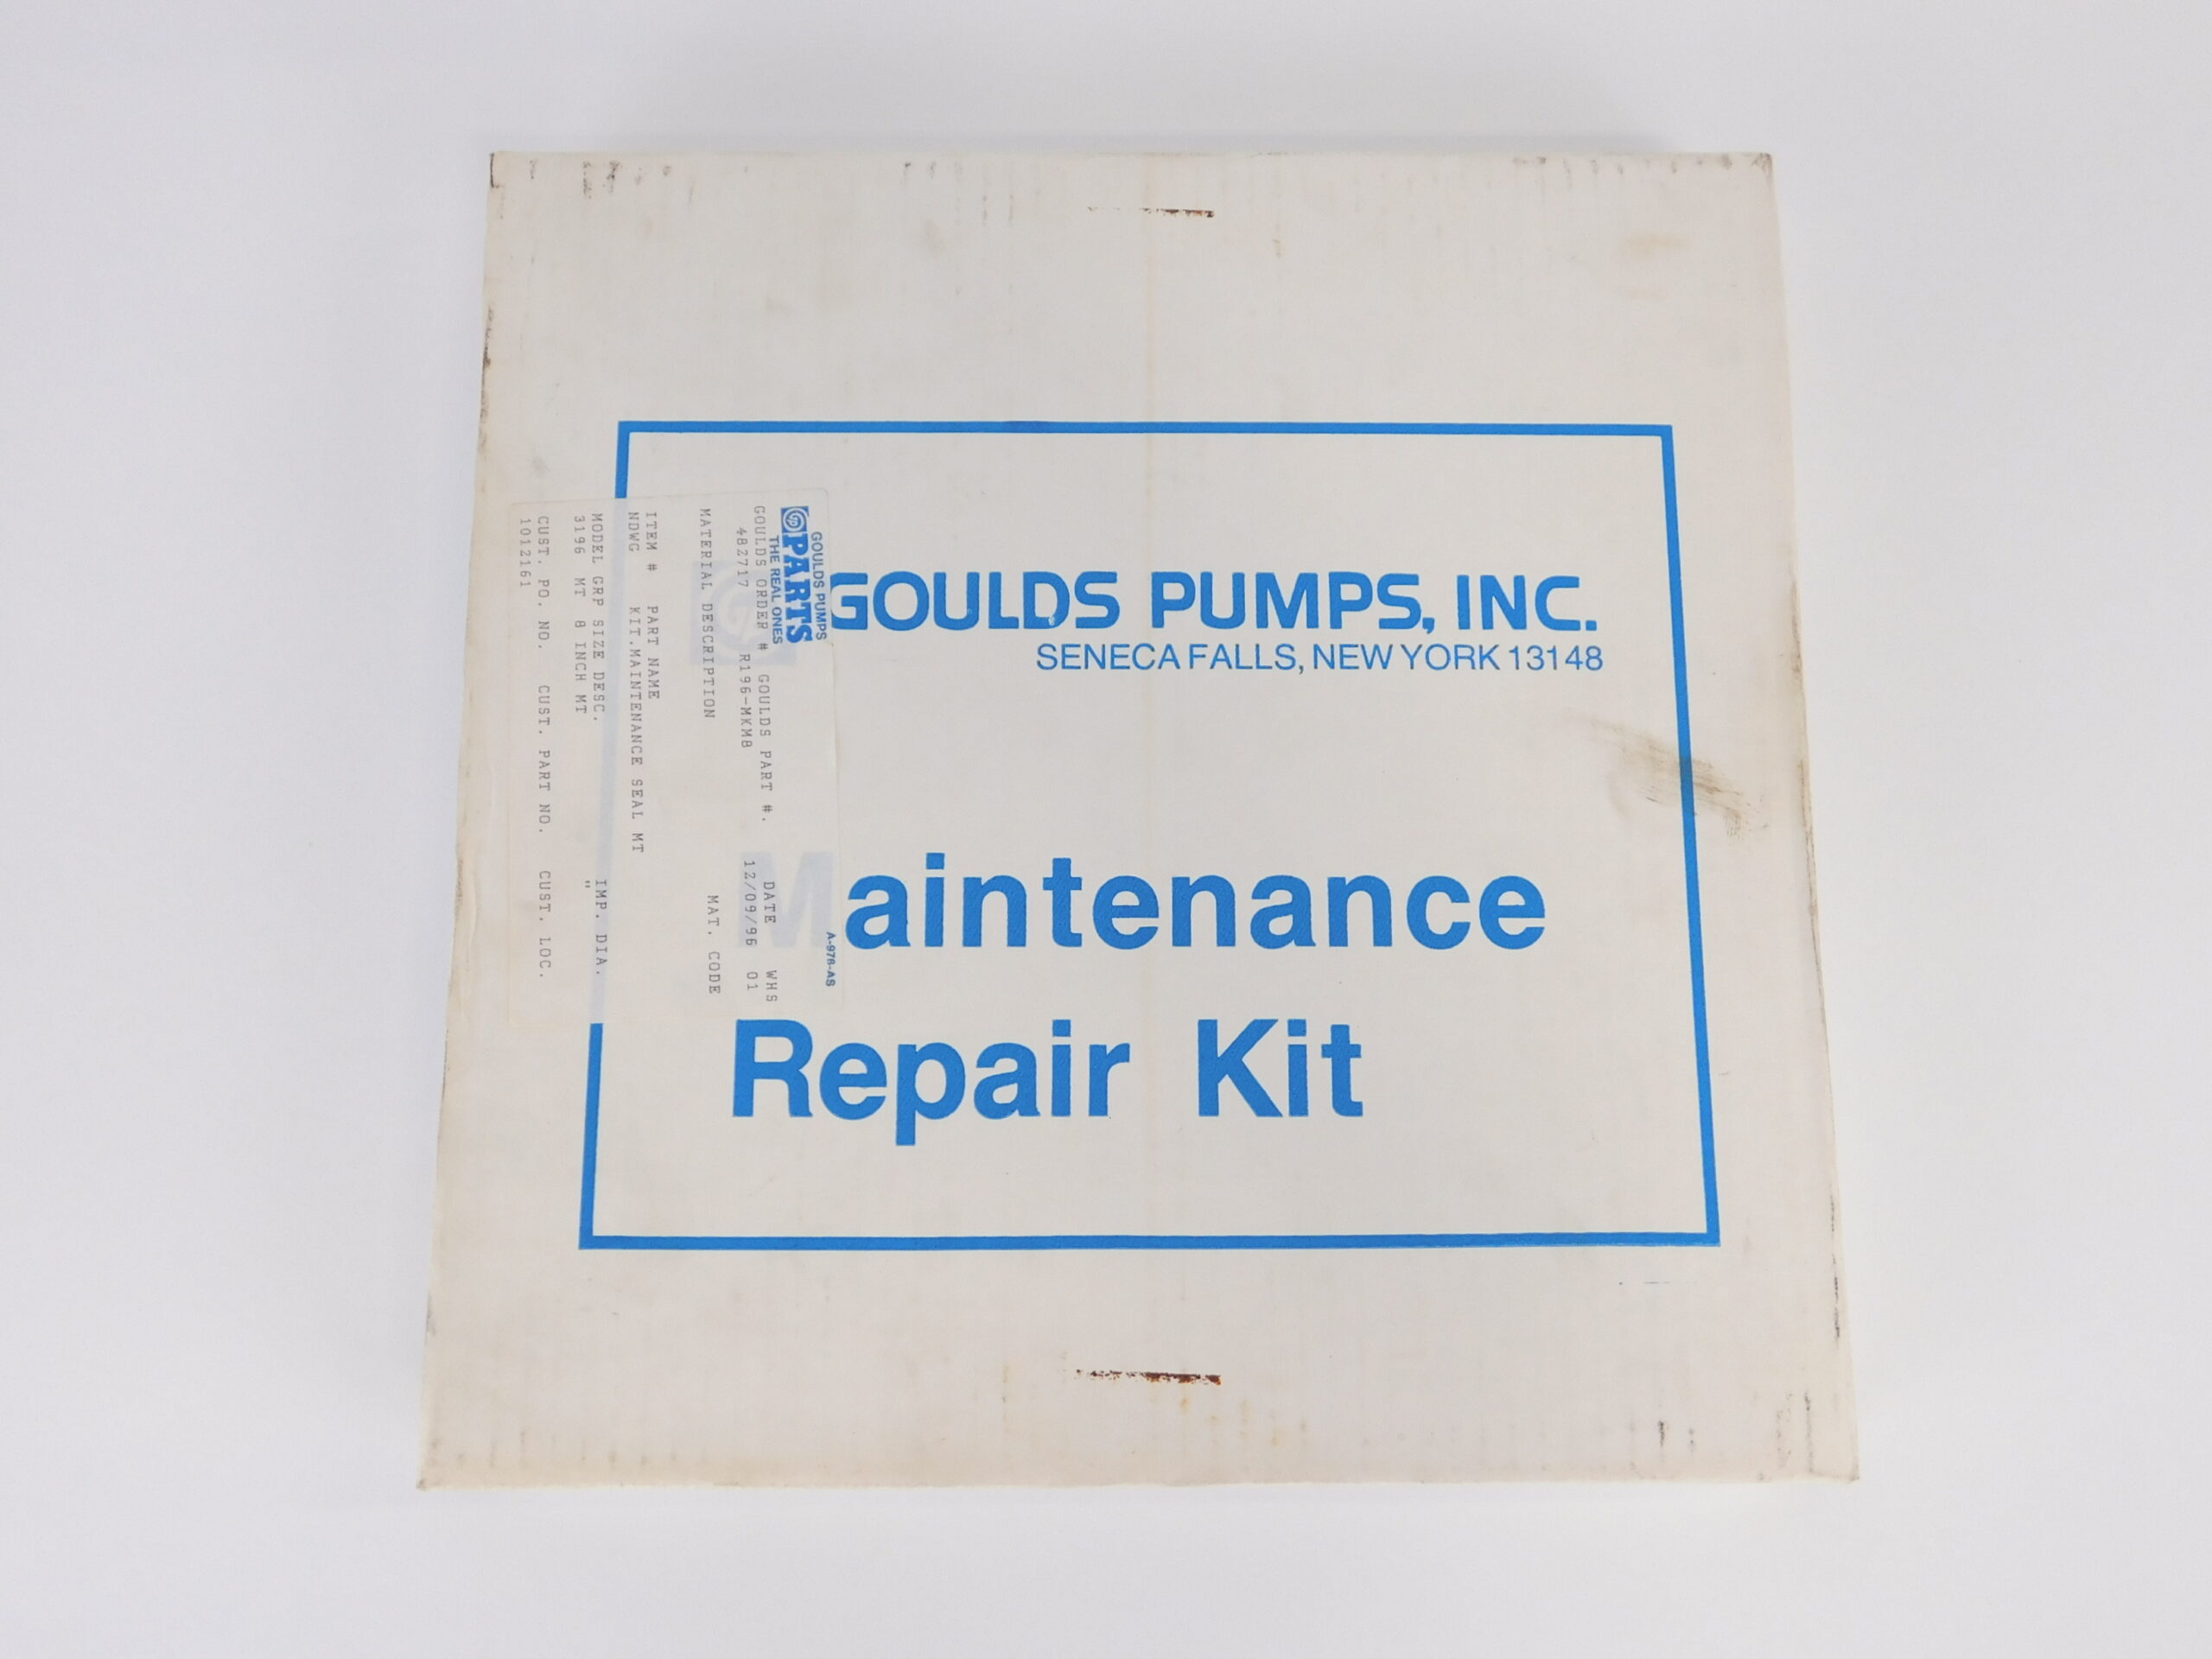 GOULDS PUMPS, INC.
SENECA FALLS, NEW YORK 13148
Maintenance
Repair Kit
GOULDS PUMPS
PARTS
THE REAL ONES
A-976-AS
GOULDS ORDER # GOULDS PART #. DATE WHS
482717 R196-MKM8 12/09/96 01
MATERIAL DESCRIPTION MAT. CODE
ITEM # PART NAME
NDWG KIT.MAINTENANCE SEAL MT
MODEL GRP SIZE DESC. IMP. DIA.
3196 MT 8 INCH MT "
CUST. PO. NO. CUST. PART NO. CUST. LOC.
1012161